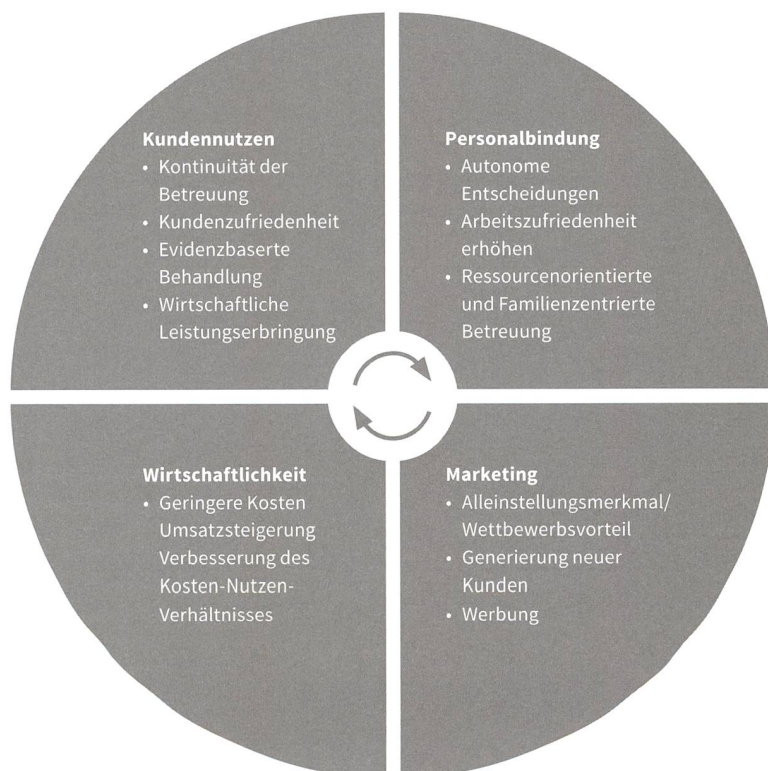 Kundennutzen
• Kontinuität der
Betreuung
• Kundenzufriedenheit
• Evidenzbaserte
Behandlung
• Wirtschaftliche
Leistungserbringung
Personalbindung
• Autonome
Entscheidungen
• Arbeitszufriedenheit
erhöhen
• Ressourcenorientierte
und Familienzentrierte
Betreuung
Wirtschaftlichkeit
• Geringere Kosten
Umsatzsteigerung
Verbesserung des
Kosten-Nutzen-
Verhältnisses
Marketing
• Alleinstellungsmerkmal/
Wettbewerbsvorteil
• Generierung neuer
Kunden
• Werbung